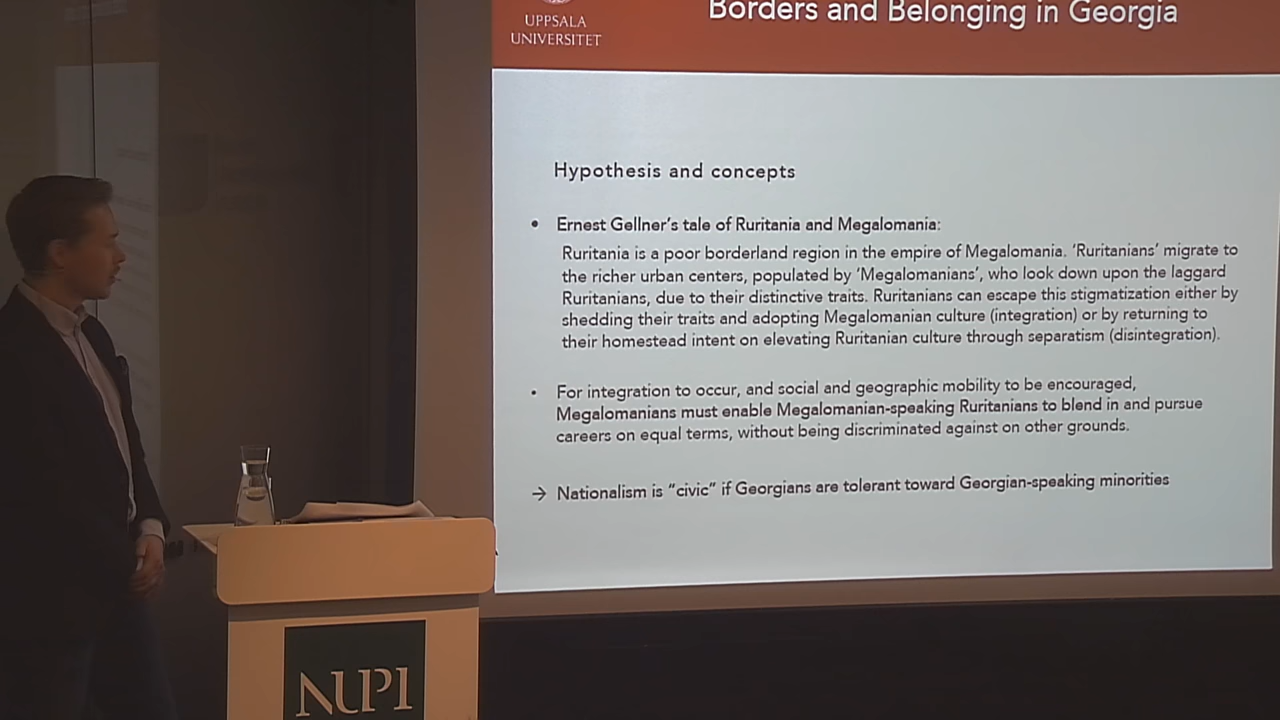 UPPSALA
UNIVERSITET
Borders and Belonging in Georgia
Hypothesis and concepts
• Ernest Gellner's tale of Ruritania and Megalomania:
Ruritania is a poor borderland region in the empire of Megalomania. 'Ruritanians' migrate to
the richer urban centers, populated by 'Megalomanians', who look down upon the laggard
Ruritanians, due to their distinctive traits. Ruritanians can escape this stigmatization either by
shedding their traits and adopting Megalomanian culture (integration) or by returning to
their homestead intent on elevating Ruritanian culture through separatism (disintegration).
• For integration to occur, and social and geographic mobility to be encouraged,
Megalomanians must enable Megalomanian-speaking Ruritanians to blend in and pursue
careers on equal terms, without being discriminated against on other grounds.
→ Nationalism is "civic" if Georgians are tolerant toward Georgian-speaking minorities
NUPI